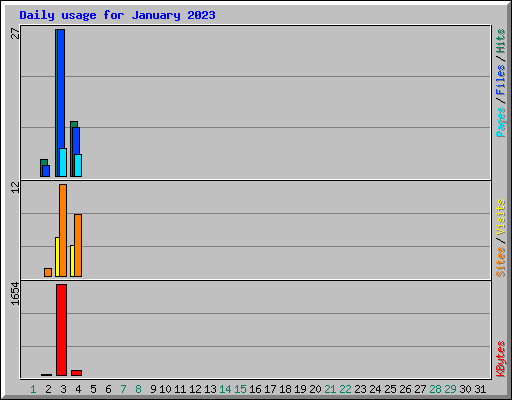 Daily usage for January 2023
27
12
1654
Pages / Files / Hits
Sites / Visits
KBytes
1 2 3 4 5 6 7 8 9 10 11 12 13 14 15 16 17 18 19 20 21 22 23 24 25 26 27 28 29 30 31